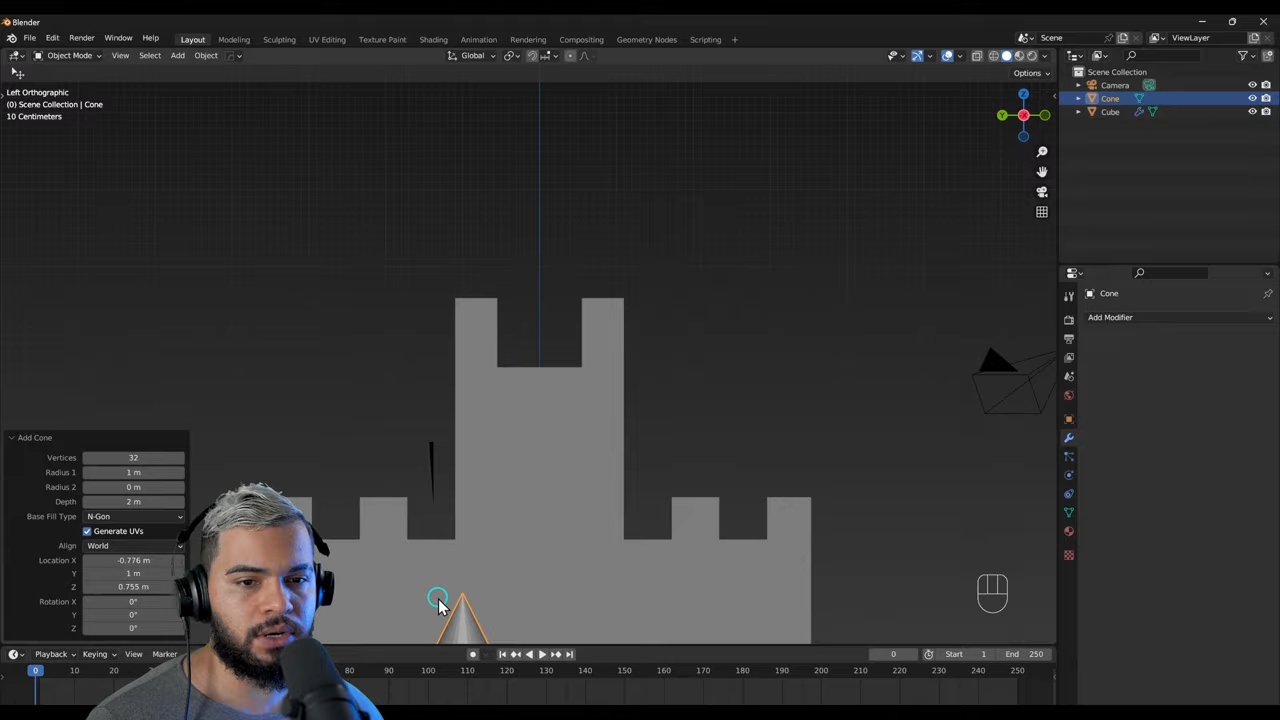 Blender
File Edit Render Window Help
Layout Modeling Sculpting UV Editing Texture Paint Shading Animation Rendering Compositing Geometry Nodes Scripting +
Scene
ViewLayer
Object Mode View Select Add Object
Global
Options
Left Orthographic
(0) Scene Collection | Cone
10 Centimeters
Z
Y
X
Scene Collection
Camera
Cone
Cube
Cone
Add Modifier
Add Cone
Vertices 32
Radius 1 1 m
Radius 2 0 m
Depth 2 m
Base Fill Type N-Gon
Generate UVs
Align World
Location X -0.776 m
Y 1 m
Z 0.755 m
Rotation X 0°
Y 0°
Z 0°
Playback Keying View Marker
0 Start 1 End 250
0 10 20 80 90 100 110 120 130 140 150 160 170 180 190 200 210 220 230 240 250